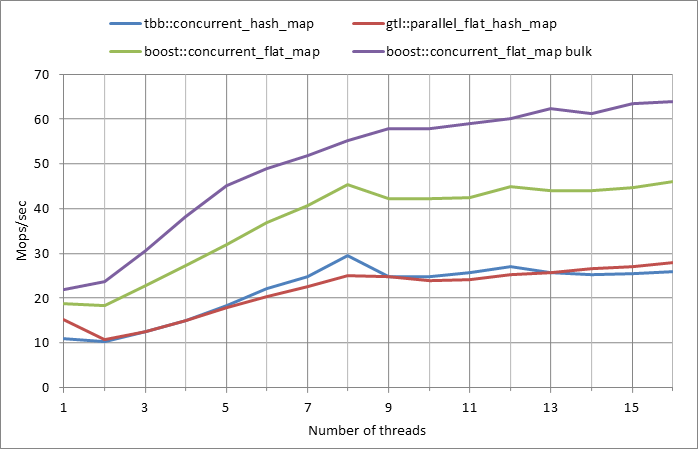 tbb::concurrent_hash_map gtl::parallel_flat_hash_map
boost::concurrent_flat_map boost::concurrent_flat_map bulk
70
60
50
40
30
20
10
0
Mops/sec
1 3 5 7 9 11 13 15
Number of threads